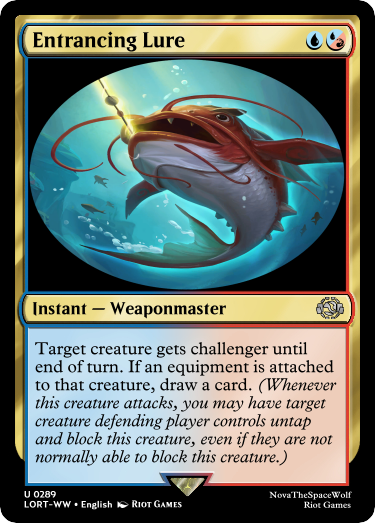 Entrancing Lure
Instant — Weaponmaster
Target creature gets challenger until
end of turn. If an equipment is attached
to that creature, draw a card. (Whenever
this creature attacks, you may have target
creature defending player controls untap
and block this creature, even if they are not
normally able to block this creature.)
U 0289
LORT-WW • English Riot Games
NovaTheSpaceWolf
Riot Games